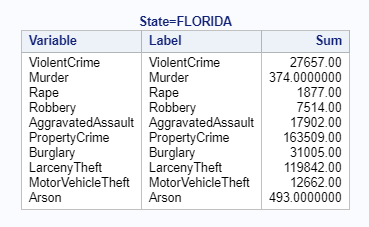 State=FLORIDA
Variable Label Sum
ViolentCrime ViolentCrime 27657.00
Murder Murder 374.0000000
Rape Rape 1877.00
Robbery Robbery 7514.00
AggravatedAssault AggravatedAssault 17902.00
PropertyCrime PropertyCrime 163509.00
Burglary Burglary 31005.00
LarcenyTheft LarcenyTheft 119842.00
MotorVehicleTheft MotorVehicleTheft 12662.00
Arson Arson 493.0000000